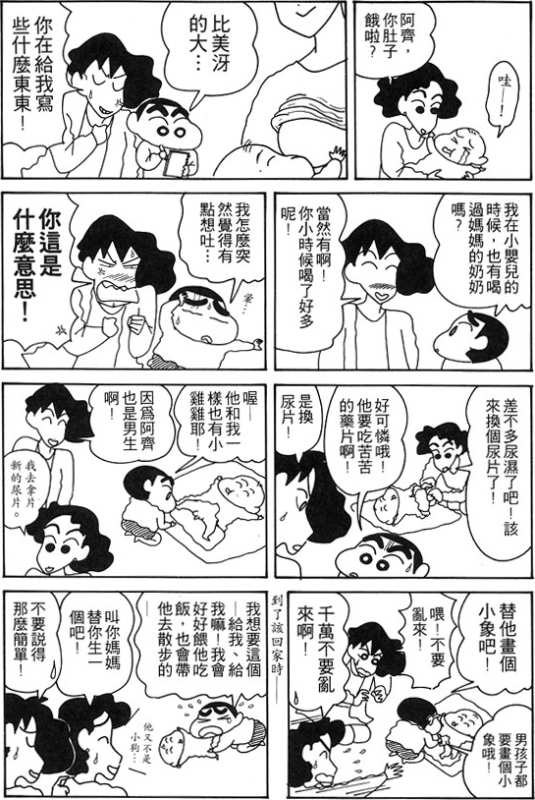 阿齊，
你肚子
餓啦？
哇——！
比美冴
的大…
你在給我寫
些什麼東東！
我在小嬰兒的
時候，也有喝
過媽媽的奶奶
嗎？
當然有啊！
你小時候喝了好多
呢！
我怎麼突
然覺得有
點想吐…
你這是
什麼意思！
差不多尿濕了吧！該
來換個尿片了！
好可憐哦！
他要吃苦苦
的藥片啊！
是換
尿片！
喔——
他和我一
樣也有小
雞雞耶！
因為阿齊
也是男生
啊！
我去拿片
新的尿片。
替他畫個
小象吧！
男孩子都
要畫個小
象哦！
喂！不要
亂來！
千萬不要亂
來啊！
到了該回家時——
我想要這個
——給我、給
我嘛！我會
好好餵他吃
飯，也會帶
他去散步的
——
他又不是
小狗…
叫你媽媽
替你生一
個吧！
不要說得
那麼簡單！